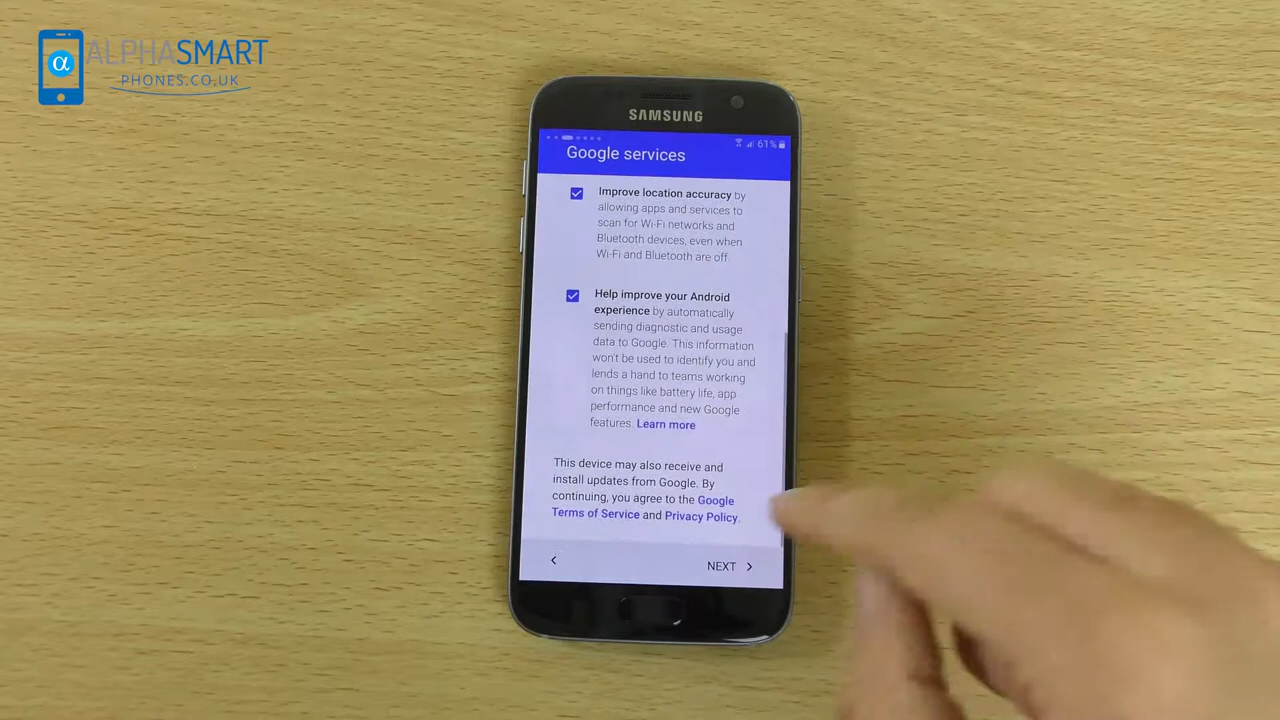 ALPHASMART
PHONES.CO.UK
α
SAMSUNG
61%
Google services
Improve location accuracy by
allowing apps and services to
scan for Wi-Fi networks and
Bluetooth devices, even when
Wi-Fi and Bluetooth are off.
Help improve your Android
experience by automatically
sending diagnostic and usage
data to Google. This information
won't be used to identify you and
lends a hand to teams working
on things like battery life, app
performance and new Google
features. Learn more
This device may also receive and
install updates from Google. By
continuing, you agree to the Google
Terms of Service and Privacy Policy.
< NEXT >